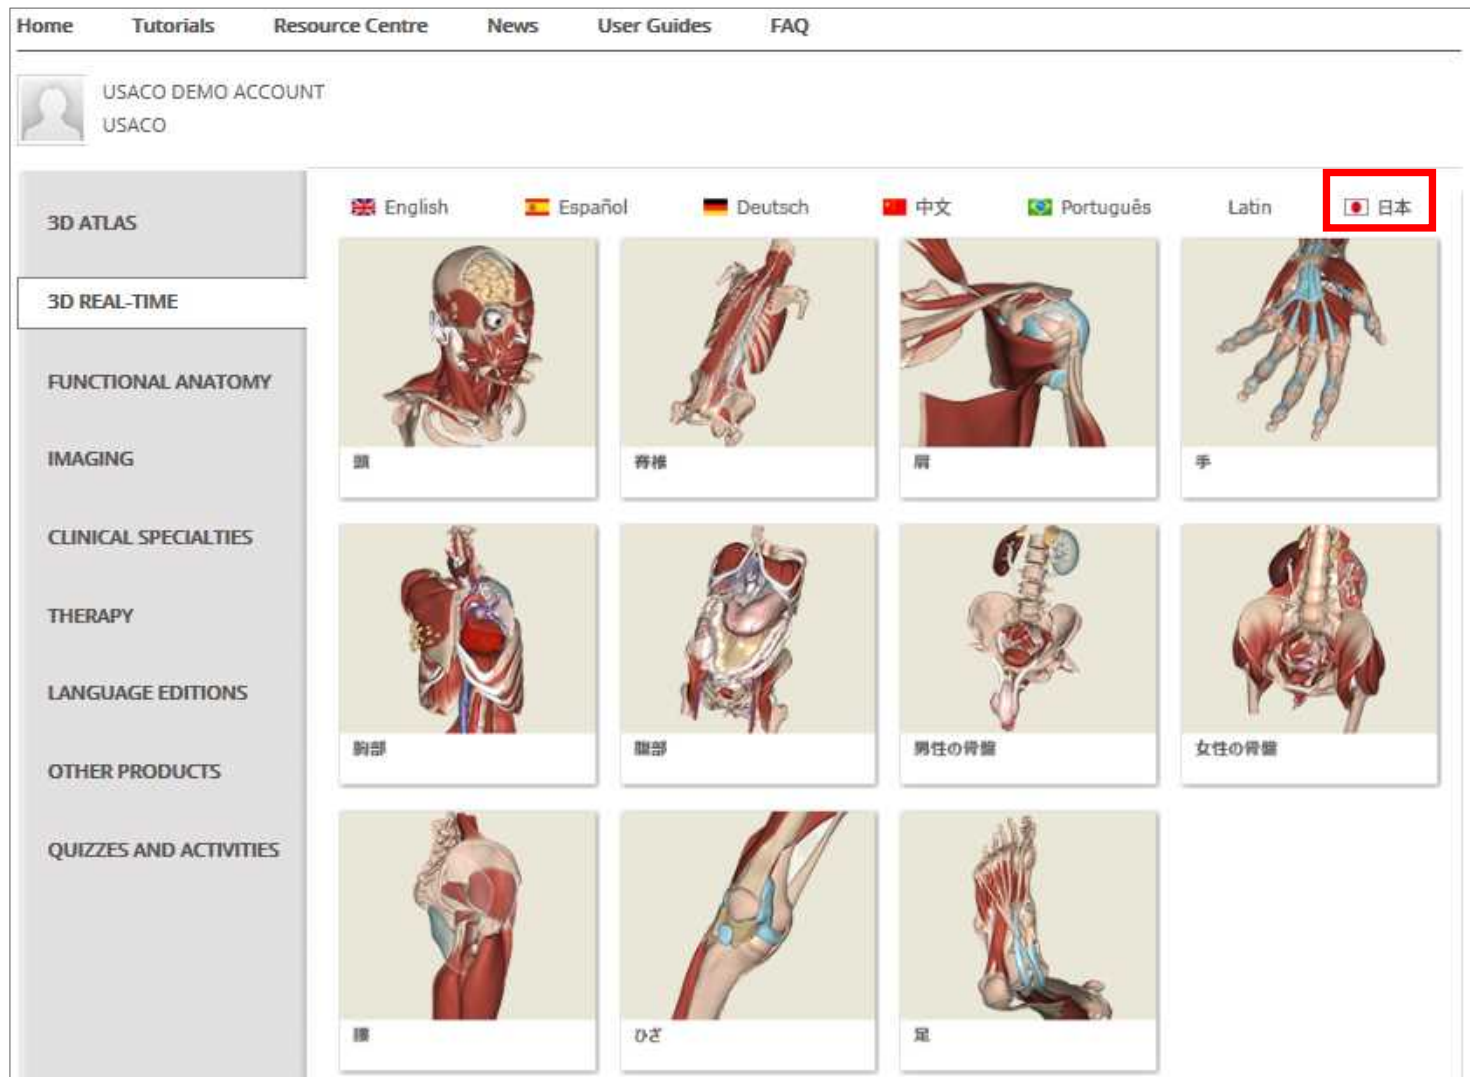 Home Tutorials Resource Centre News User Guides FAQ
USACO DEMO ACCOUNT
USACO
3D ATLAS
3D REAL-TIME
FUNCTIONAL ANATOMY
IMAGING
CLINICAL SPECIALTIES
THERAPY
LANGUAGE EDITIONS
OTHER PRODUCTS
QUIZZES AND ACTIVITIES
English Español Deutsch 中文 Português Latin 日本
頭 脊椎 肩 手
胸部 腹部 男性の骨盤 女性の骨盤
腰 ひざ 足